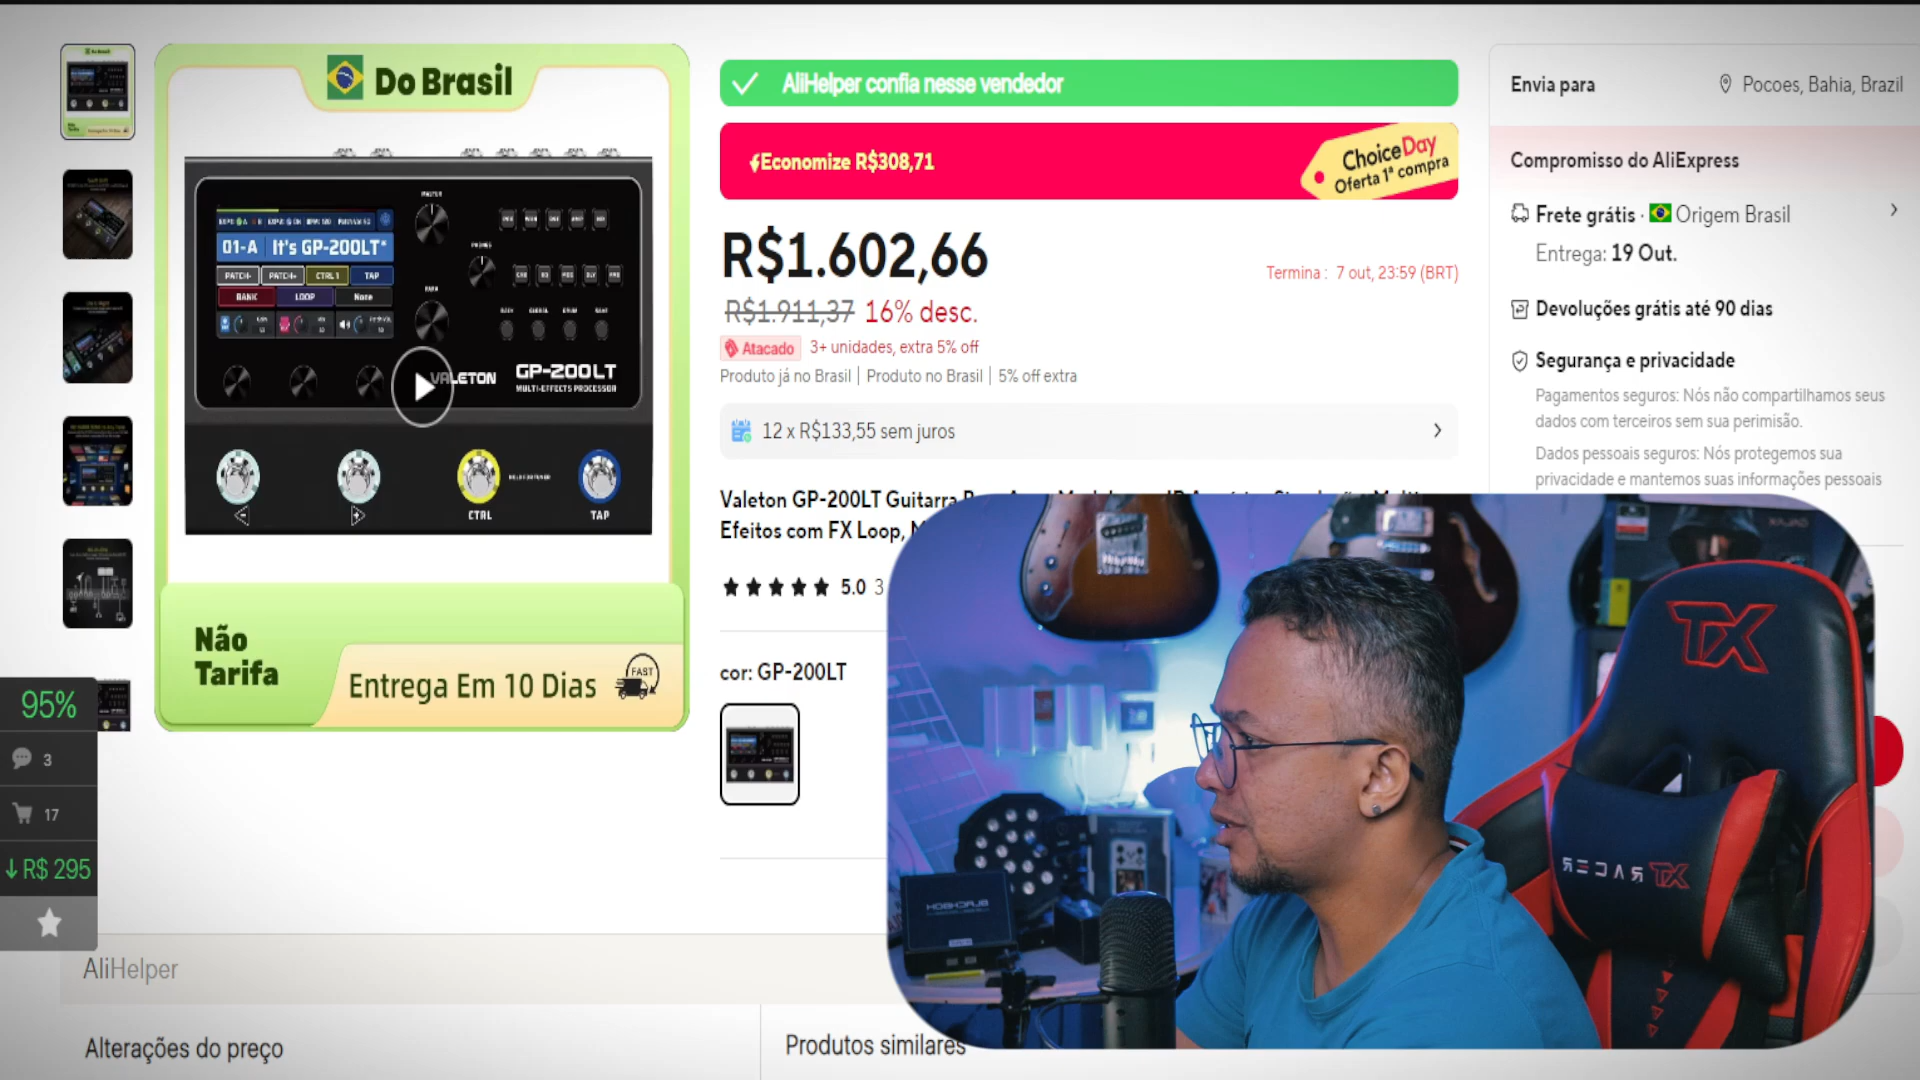 Do Brasil
MASTER
01-A It's GP-200LT*
PATCH- PATCH+ CTRL 1 TAP
BANK LOOP None
VALETON GP-200LT
MULTI-EFFECTS PROCESSOR
CTRL TAP
Não
Tarifa
Entrega Em 10 Dias
FAST
95%
3
17
↓R$ 295
AliHelper
Alterações do preço
AliHelper confia nesse vendedor
Economize R$308,71
ChoiceDay
Oferta 1ª compra
R$1.602,66
Termina : 7 out, 23:59 (BRT)
R$1.911,37 16% desc.
Atacado 3+ unidades, extra 5% off
Produto já no Brasil | Produto no Brasil | 5% off extra
12 x R$133,55 sem juros
Valeton GP-200LT Guitarra
Efeitos com FX Loop,
5.0 3
cor: GP-200LT
Produtos similares
Envia para Pocoes, Bahia, Brazil
Compromisso do AliExpress
Frete grátis · Origem Brasil
Entrega: 19 Out.
Devoluções grátis até 90 dias
Segurança e privacidade
Pagamentos seguros: Nós não compartilhamos seus
dados com terceiros sem sua perimisão.
Dados pessoais seguros: Nós protegemos sua
privacidade e mantemos suas informações pessoais
TX
RACER TX